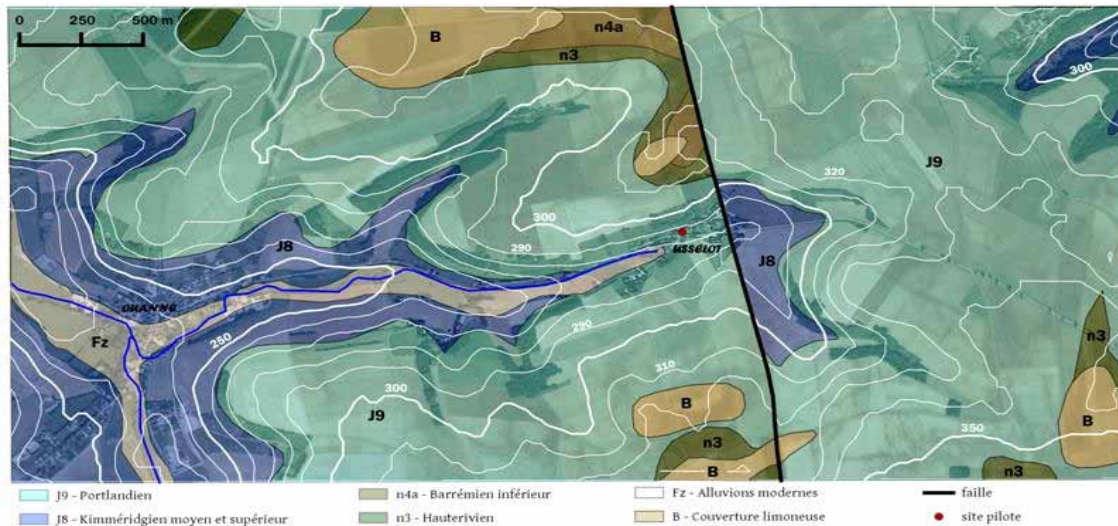 0 250 500 m
B
n4a
n3
300
J9
320
300
J8
290
USSELOT
J8
OUANNE
Fz
250
290
n3
300
310
J9
B
B
n3
350
B
n3
J9 - Portlandien
n4a - Barrémien inférieur
Fz - Alluvions modernes
faille
J8 - Kimméridgien moyen et supérieur
n3 - Hauterivien
B - Couverture limoneuse
site pilote